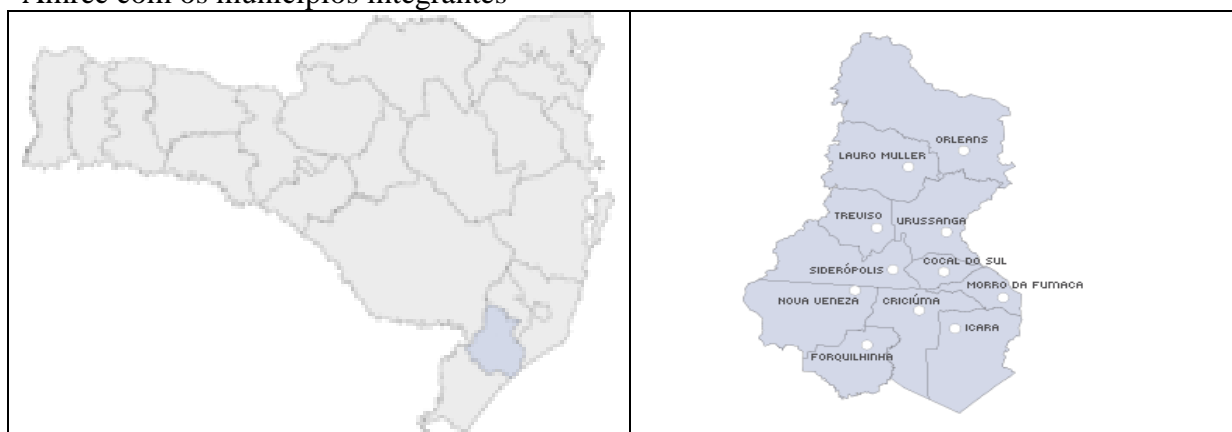 Amrec com os municípios integrantes
ORLEANS
LAURO MULLER
TREVISO
URUSSANGA
COCAL DO SUL
SIDERÓPOLIS
MORRO DA FUMACA
NOVA VENEZA
CRICIÚMA
ICARA
FORQUILHINHA